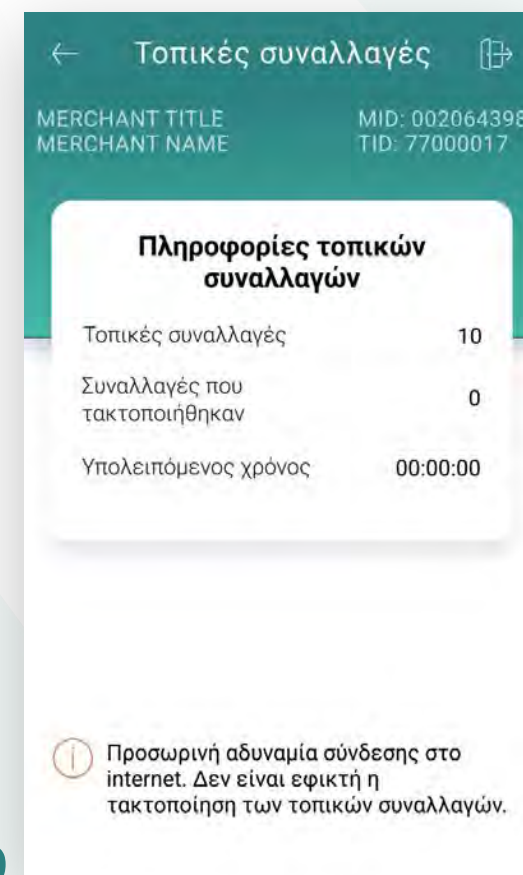 Τοπικές συναλλαγές
MERCHANT TITLE
MID: 002064398
MERCHANT NAME
TID: 77000017
Πληροφορίες τοπικών
συναλλαγών
Τοπικές συναλλαγές 10
Συναλλαγές που
τακτοποιήθηκαν 0
Υπολειπόμενος χρόνος 00:00:00
Προσωρινή αδυναμία σύνδεσης στο
internet. Δεν είναι εφικτή η
τακτοποίηση των τοπικών συναλλαγών.